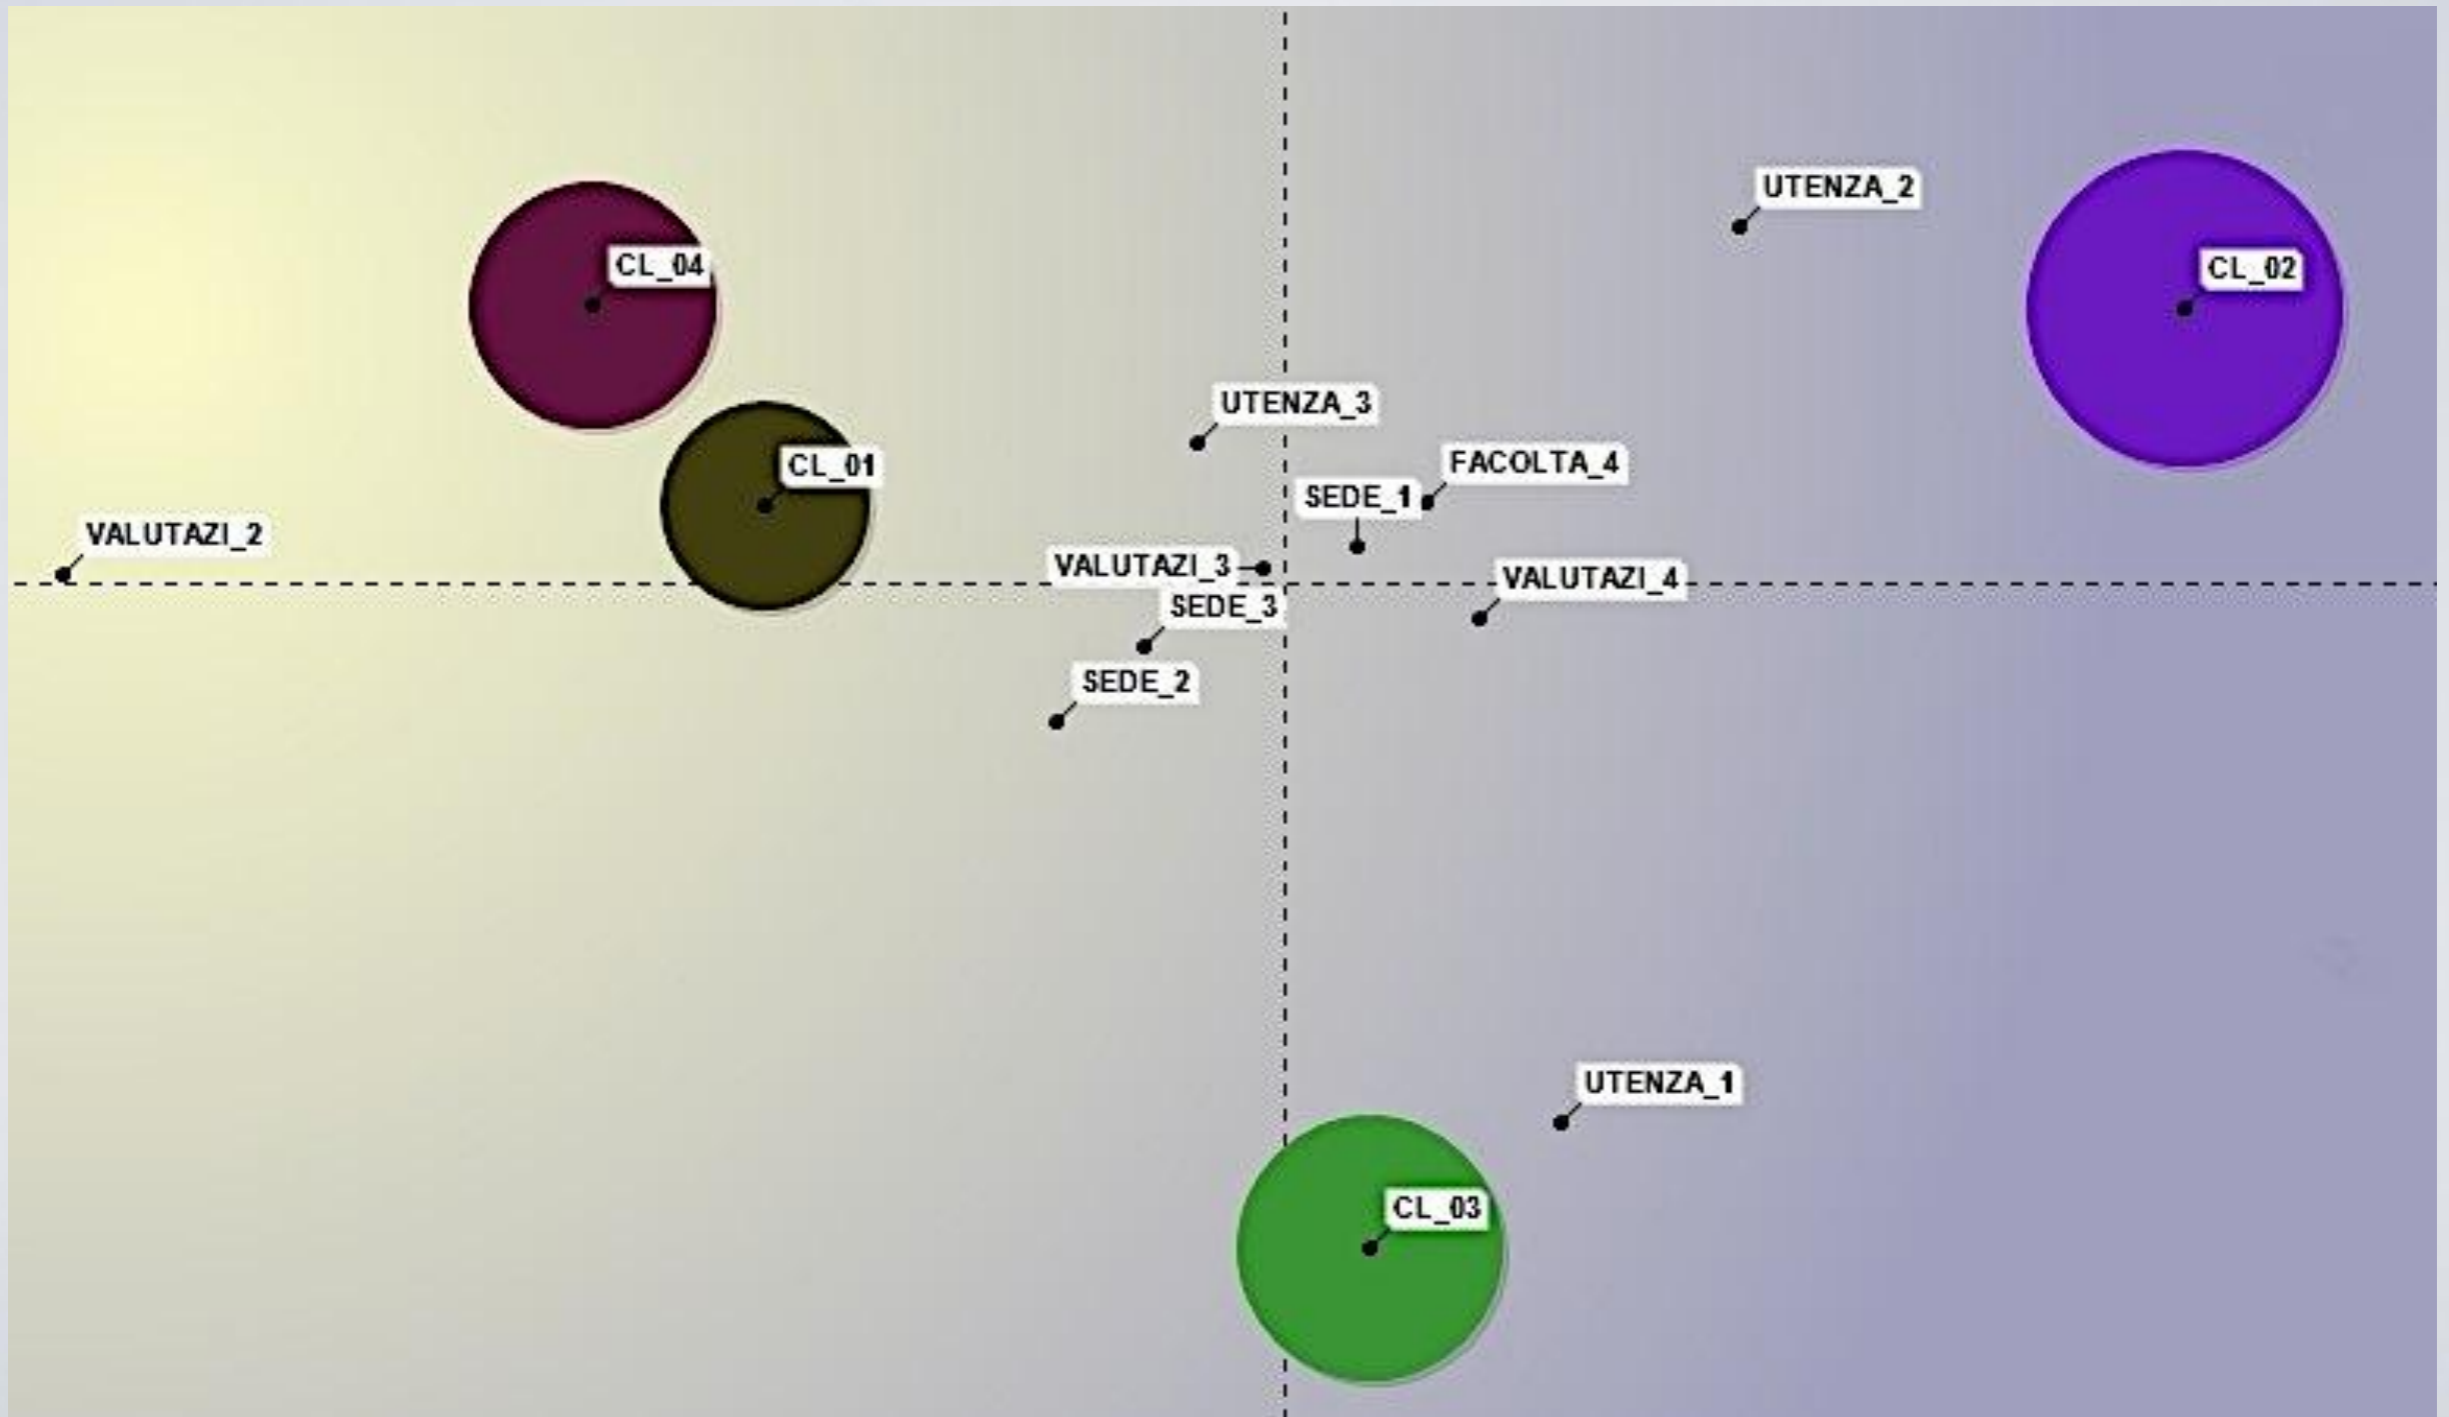 UTENZA_2
CL_04
CL_02
UTENZA_3
CL_01
FACOLTA_4
SEDE_1
VALUTAZI_2
VALUTAZI_3
VALUTAZI_4
SEDE_3
SEDE_2
UTENZA_1
CL_03